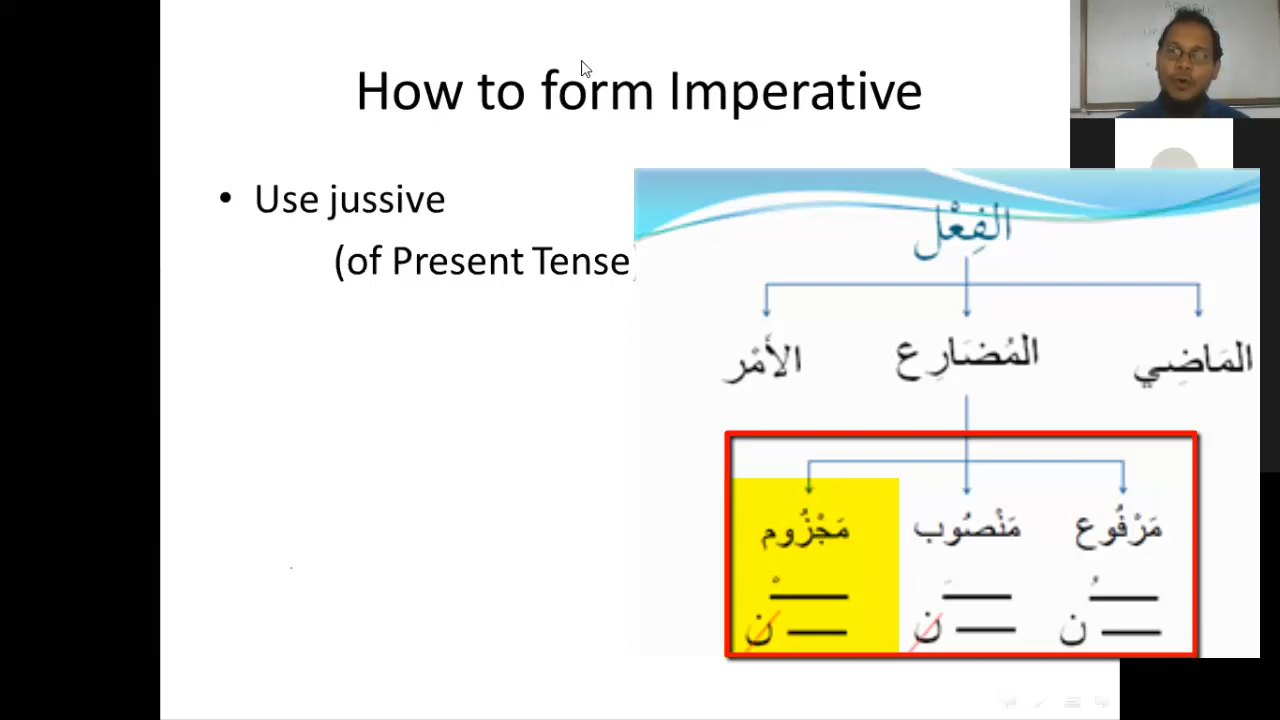 How to form Imperative
• Use jussive
(of Present Tense)
الفِعْل
المَاضِي المُضَارِع الأَمْر
مَرْفُوع مَنْصُوب مَجْزُوم
ُ َ ْ
ن ن ن